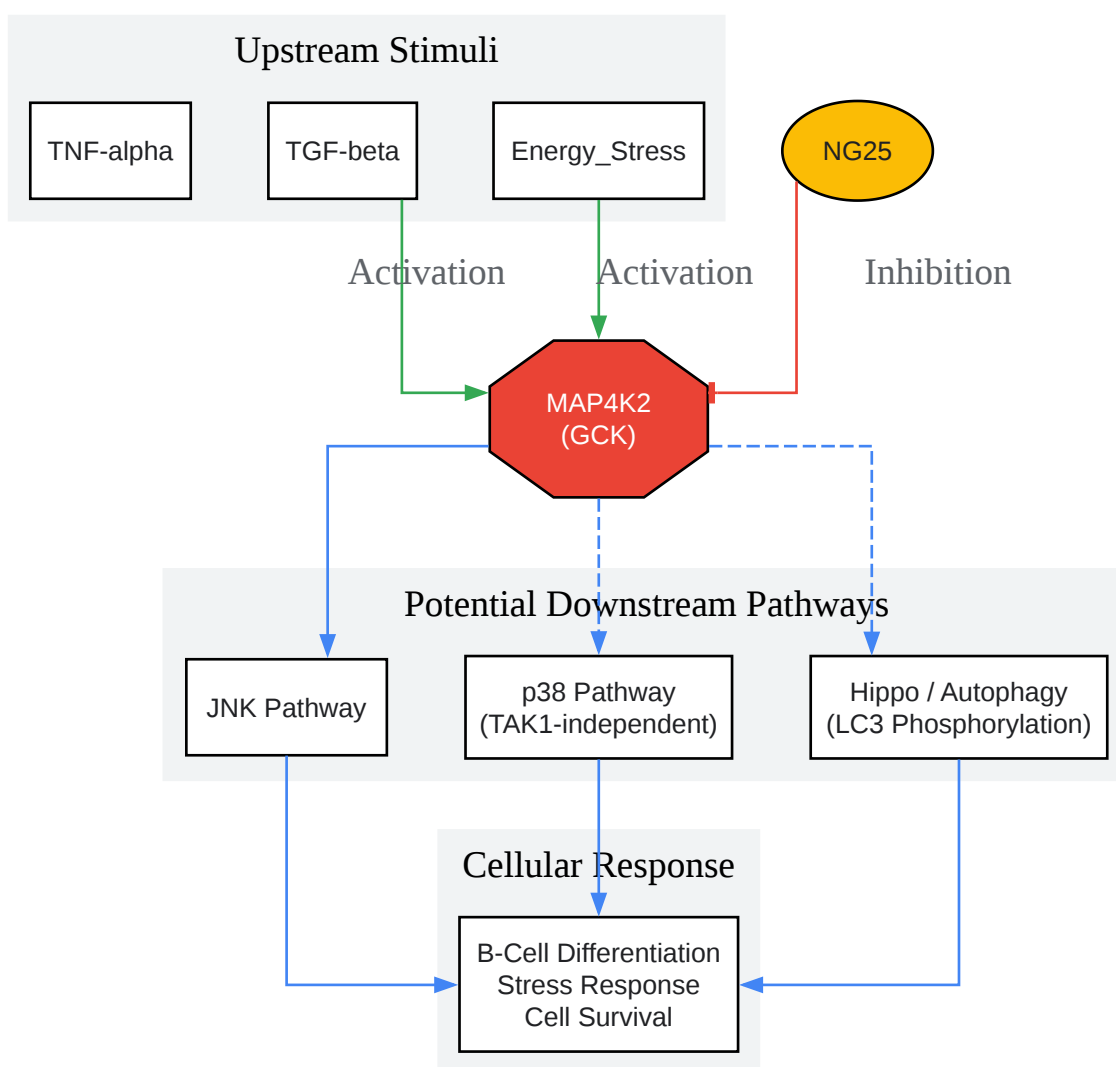 Upstream Stimuli
TNF-alpha
TGF-beta
Energy_Stress
NG25
Activation
Activation
Inhibition
MAP4K2
(GCK)
Potential Downstream Pathways
JNK Pathway
p38 Pathway
(TAK1-independent)
Hippo / Autophagy
(LC3 Phosphorylation)
Cellular Response
B-Cell Differentiation
Stress Response
Cell Survival